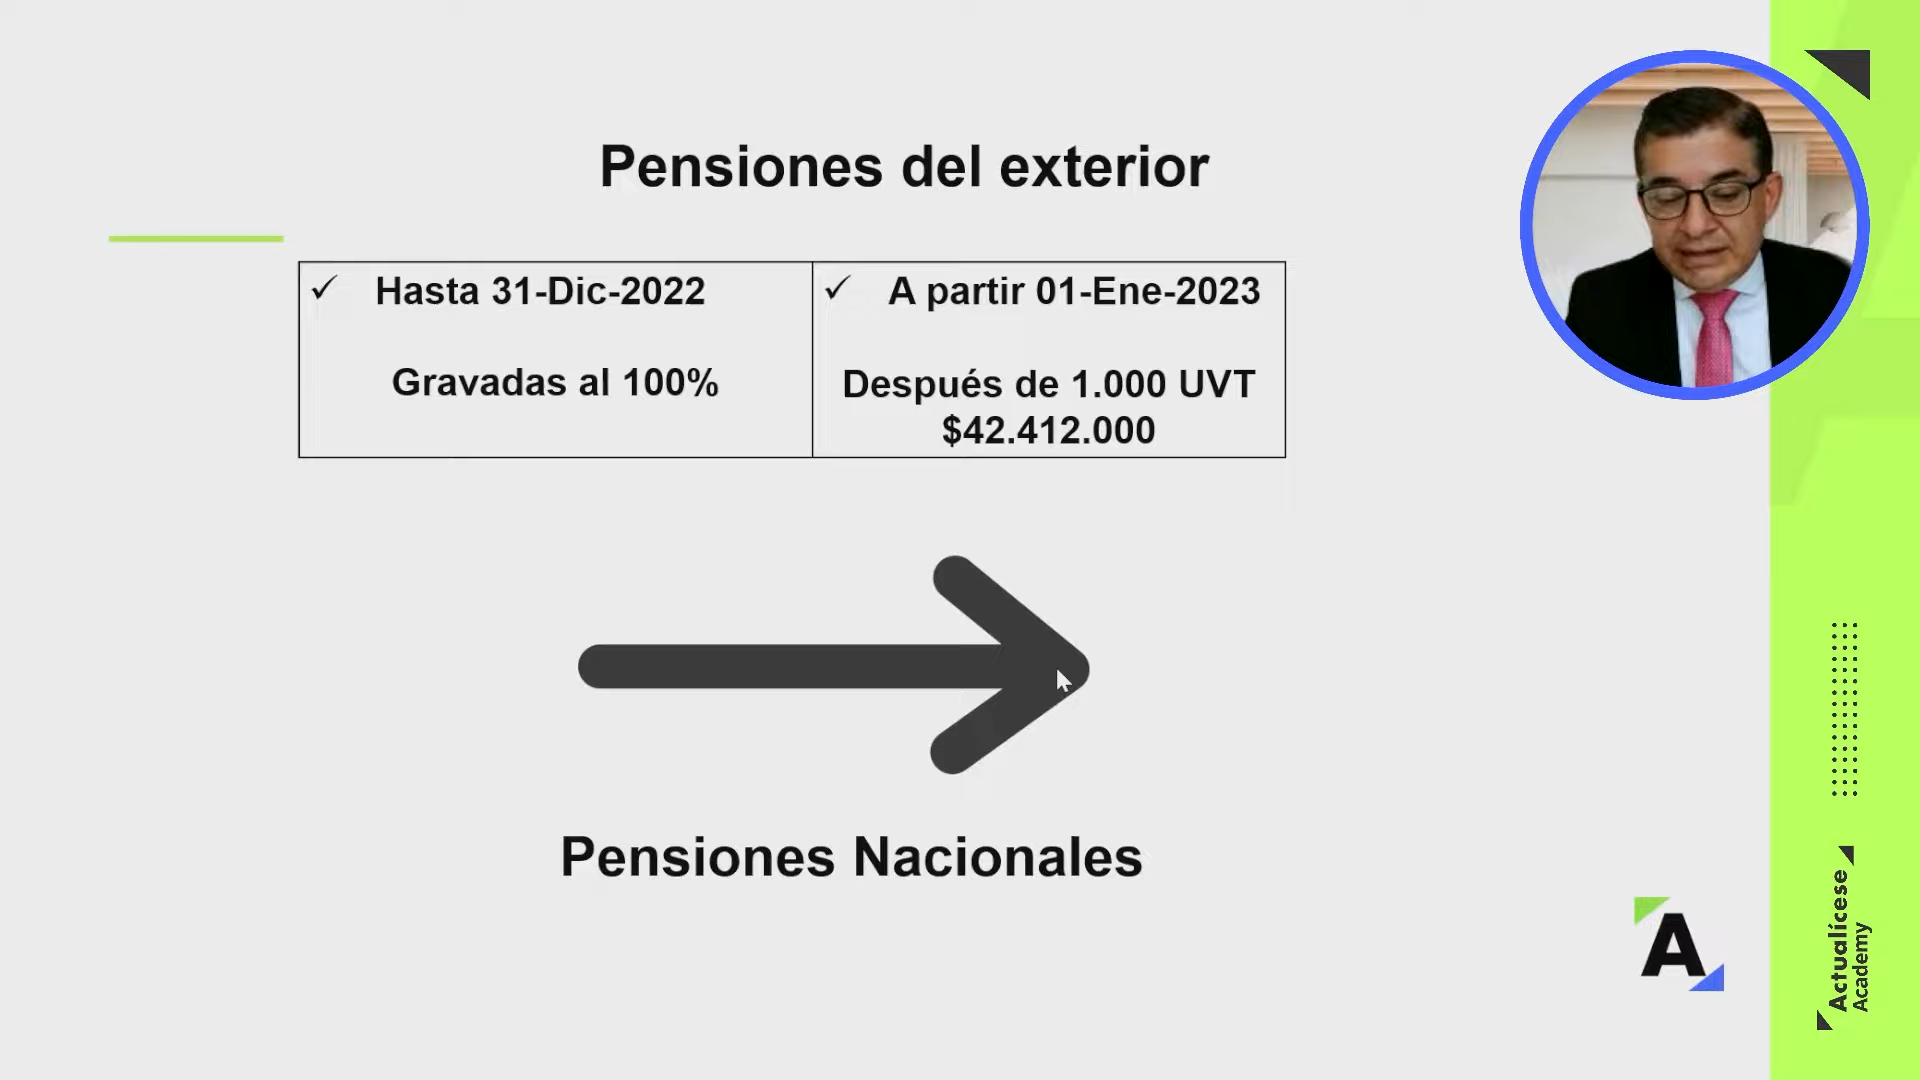 Pensiones del exterior
✓ Hasta 31-Dic-2022
Gravadas al 100%
✓ A partir 01-Ene-2023
Después de 1.000 UVT
$42.412.000
Pensiones Nacionales
A
Actualícese
Academy